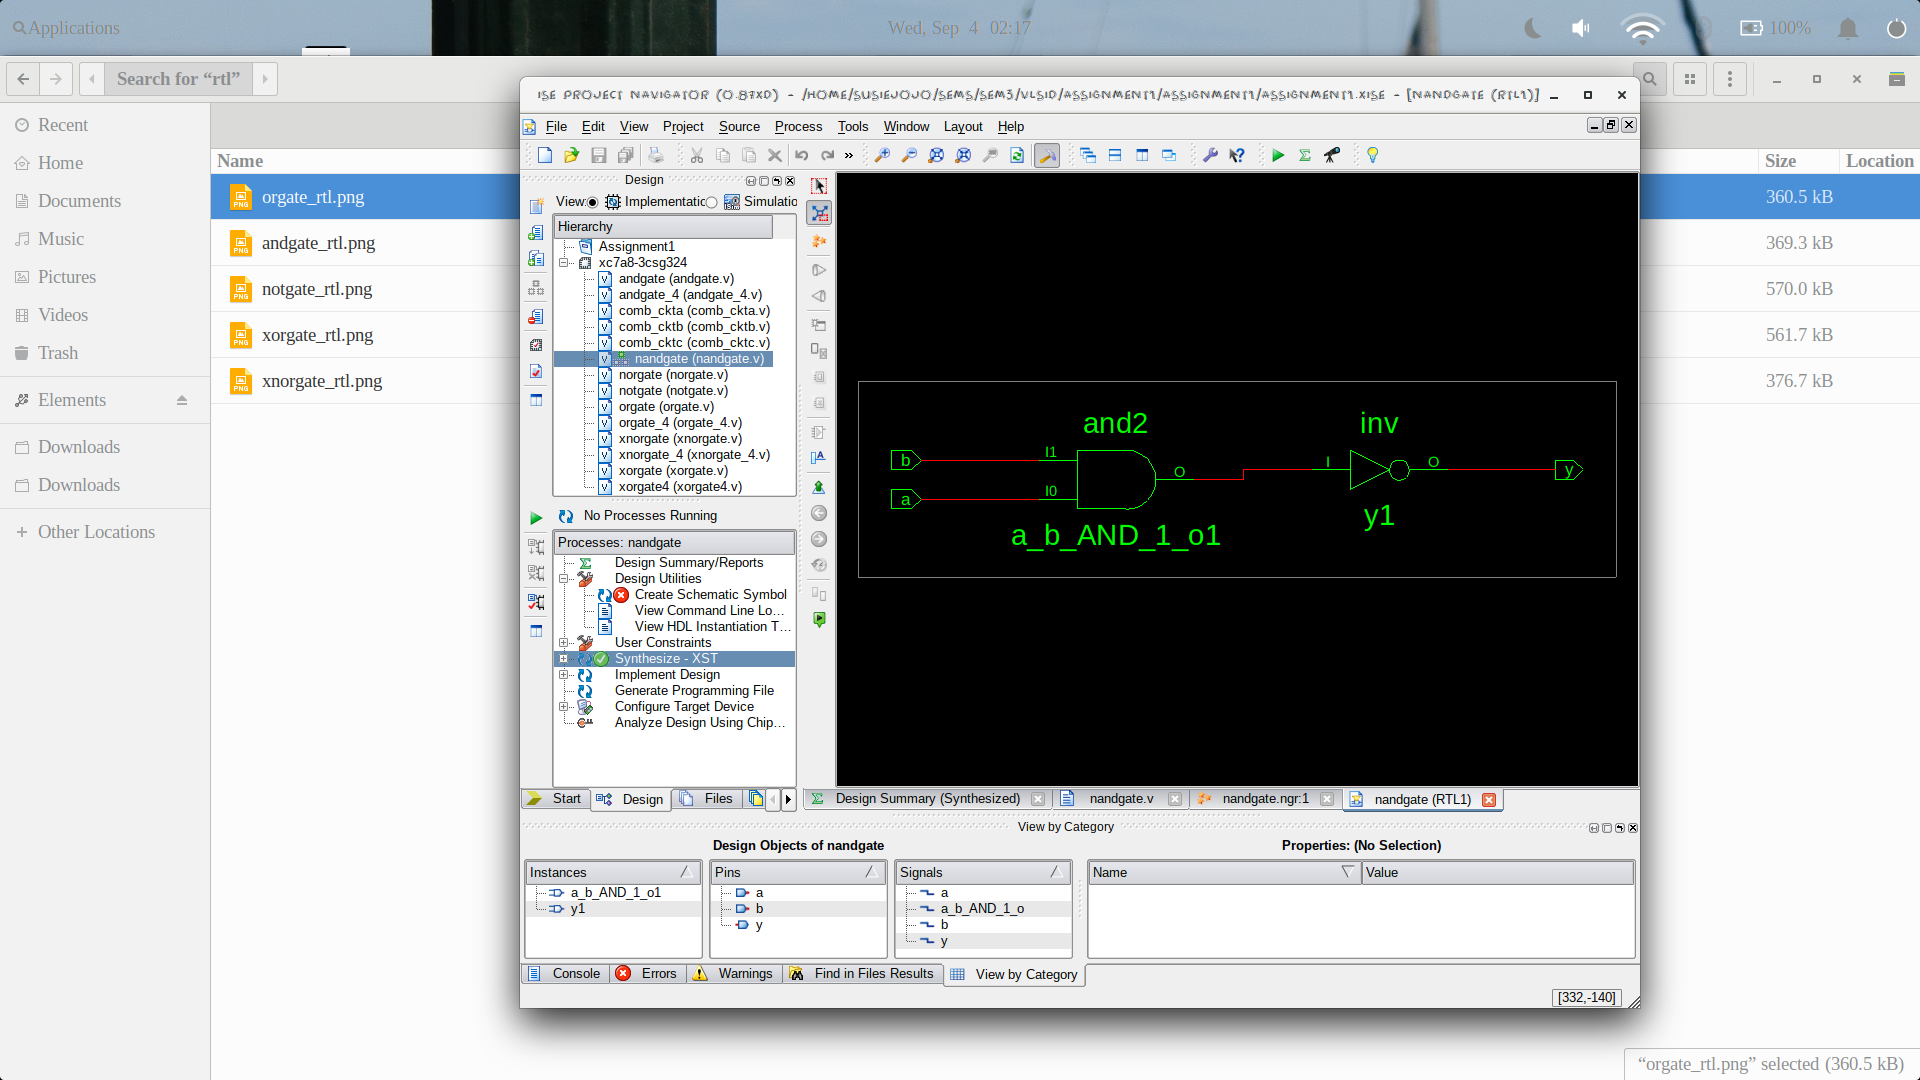 Applications
Wed, Sep 4 02:17
100%
Search for “rtl”
Recent
Home
Documents
Music
Pictures
Videos
Trash
Elements
Downloads
Downloads
Other Locations
Name
Size
Location
orgate_rtl.png
360.5 kB
andgate_rtl.png
369.3 kB
notgate_rtl.png
570.0 kB
xorgate_rtl.png
561.7 kB
xnorgate_rtl.png
376.7 kB
ISE PROJECT NAVIGATOR (O.87XD) - /HOME/SUSIEJOJO/SEMS/SEM3/VLSID/ASSIGNMENT1/ASSIGNMENT1/ASSIGNMENT1.XISE - [NANDGATE (RTL1)]
File Edit View Project Source Process Tools Window Layout Help
Design
View: Implementatic Simulatio
Hierarchy
Assignment1
xc7a8-3csg324
andgate (andgate.v)
andgate_4 (andgate_4.v)
comb_ckta (comb_ckta.v)
comb_cktb (comb_cktb.v)
comb_cktc (comb_cktc.v)
nandgate (nandgate.v)
norgate (norgate.v)
notgate (notgate.v)
orgate (orgate.v)
orgate_4 (orgate_4.v)
xnorgate (xnorgate.v)
xnorgate_4 (xnorgate_4.v)
xorgate (xorgate.v)
xorgate4 (xorgate4.v)
No Processes Running
Processes: nandgate
Design Summary/Reports
Design Utilities
Create Schematic Symbol
View Command Line Lo...
View HDL Instantiation T...
User Constraints
Synthesize - XST
Implement Design
Generate Programming File
Configure Target Device
Analyze Design Using Chip...
Start Design Files
and2
inv
b I1
I O y
a I0
O
a_b_AND_1_o1
y1
Design Summary (Synthesized) nandgate.v nandgate.ngr:1 nandgate (RTL1)
View by Category
Design Objects of nandgate
Properties: (No Selection)
Instances
a_b_AND_1_o1
y1
Pins
a
b
y
Signals
a
a_b_AND_1_o
b
y
Name Value
Console Errors Warnings Find in Files Results View by Category
[332,-140]
“orgate_rtl.png” selected (360.5 kB)